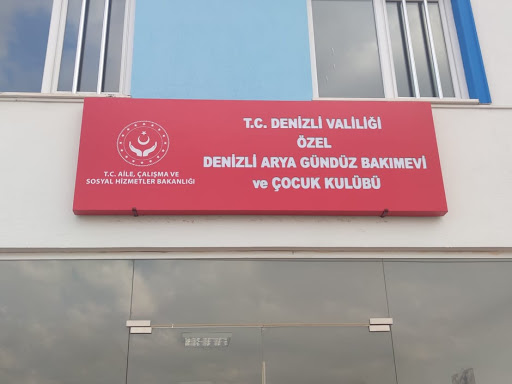 T.C. AİLE, ÇALIŞMA VE
SOSYAL HİZMETLER BAKANLIĞI
T.C. DENİZLİ VALİLİĞİ
ÖZEL
DENİZLİ ARYA GÜNDÜZ BAKIMEVİ
ve ÇOCUK KULÜBÜ